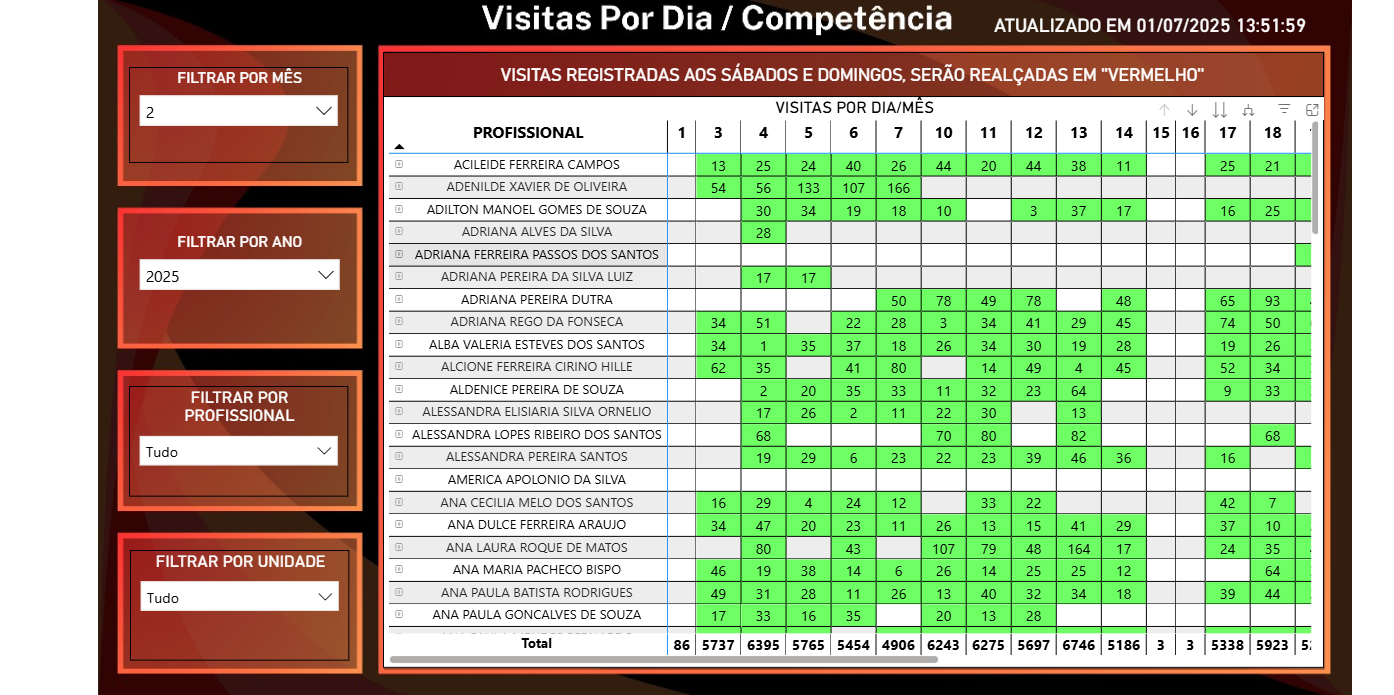 Visitas Por Dia / Competência
ATUALIZADO EM 01/07/2025 13:51:59
FILTRAR POR MÊS
2
FILTRAR POR ANO
2025
FILTRAR POR
PROFISSIONAL
Tudo
FILTRAR POR UNIDADE
Tudo
VISITAS REGISTRADAS AOS SÁBADOS E DOMINGOS, SERÃO REALÇADAS EM "VERMELHO"
VISITAS POR DIA/MÊS
PROFISSIONAL 1 3 4 5 6 7 10 11 12 13 14 15 16 17 18
ACILEIDE FERREIRA CAMPOS 13 25 24 40 26 44 20 44 38 11 25 21
ADENILDE XAVIER DE OLIVEIRA 54 56 133 107 166
ADILTON MANOEL GOMES DE SOUZA 30 34 19 18 10 3 37 17 16 25
ADRIANA ALVES DA SILVA 28
ADRIANA FERREIRA PASSOS DOS SANTOS
ADRIANA PEREIRA DA SILVA LUIZ 17 17
ADRIANA PEREIRA DUTRA 50 78 49 78 48 65 93
ADRIANA REGO DA FONSECA 34 51 22 28 3 34 41 29 45 74 50
ALBA VALERIA ESTEVES DOS SANTOS 34 1 35 37 18 26 34 30 19 28 19 26
ALCIONE FERREIRA CIRINO HILLE 62 35 41 80 14 49 4 45 52 34
ALDENICE PEREIRA DE SOUZA 2 20 35 33 11 32 23 64 9 33
ALESSANDRA ELISIARIA SILVA ORNELIO 17 26 2 11 22 30 13
ALESSANDRA LOPES RIBEIRO DOS SANTOS 68 70 80 82 68
ALESSANDRA PEREIRA SANTOS 19 29 6 23 22 23 39 46 36 16
AMERICA APOLONIO DA SILVA
ANA CECILIA MELO DOS SANTOS 16 29 4 24 12 33 22 42 7
ANA DULCE FERREIRA ARAUJO 34 47 20 23 11 26 13 15 41 29 37 10
ANA LAURA ROQUE DE MATOS 80 43 107 79 48 164 17 24 35
ANA MARIA PACHECO BISPO 46 19 38 14 6 26 14 25 25 12 64
ANA PAULA BATISTA RODRIGUES 49 31 28 11 26 13 40 32 34 18 39 44
ANA PAULA GONCALVES DE SOUZA 17 33 16 35 20 13 28
Total 86 5737 6395 5765 5454 4906 6243 6275 5697 6746 5186 3 3 5338 5923